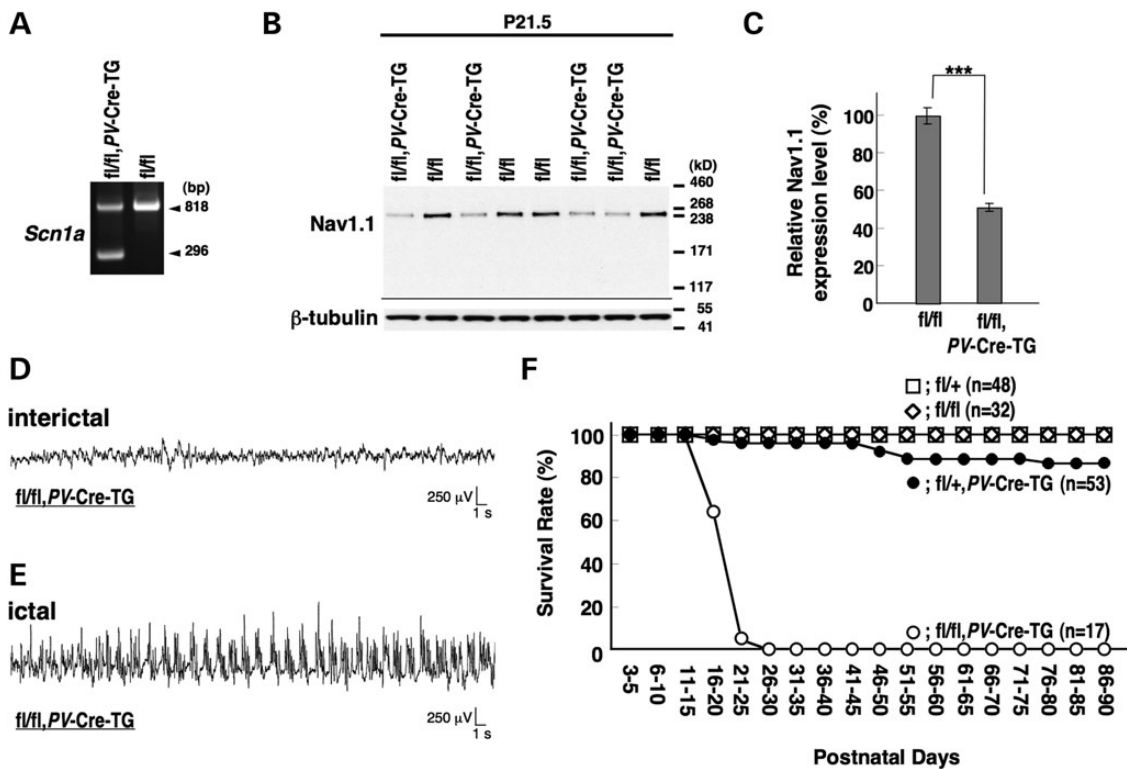 A
fl/fl,PV-Cre-TG
fl/fl
(bp)
818
296
Scn1a
B
P21.5
fl/fl,PV-Cre-TG
fl/fl
fl/fl,PV-Cre-TG
fl/fl
fl/fl
fl/fl,PV-Cre-TG
fl/fl,PV-Cre-TG
fl/fl
(kD)
460
268
238
171
117
55
41
Nav1.1
β-tubulin
C
***
Relative Nav1.1
expression level (%)
100
80
60
40
20
0
fl/fl
fl/fl,
PV-Cre-TG
D
interictal
fl/fl,PV-Cre-TG
250 µV
1 s
E
ictal
fl/fl,PV-Cre-TG
250 µV
1 s
F
; fl/+ (n=48)
; fl/fl (n=32)
; fl/+,PV-Cre-TG (n=53)
; fl/fl,PV-Cre-TG (n=17)
Survival Rate (%)
100
80
60
40
20
0
3-5
6-10
11-15
16-20
21-25
26-30
31-35
36-40
41-45
46-50
51-55
56-60
61-65
66-70
71-75
76-80
81-85
86-90
Postnatal Days